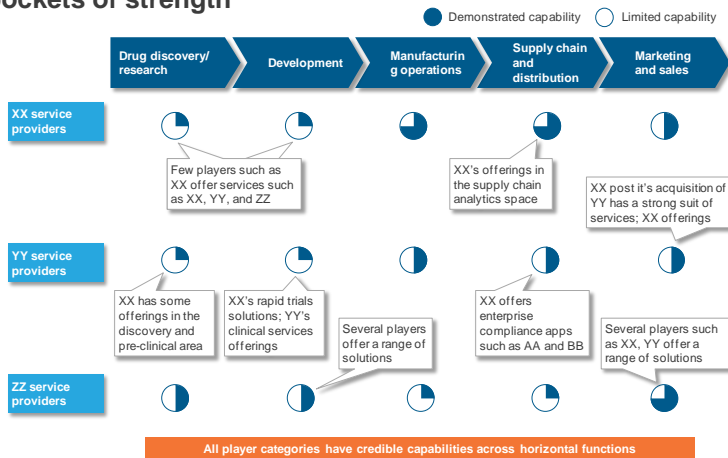 pockets of strength
Demonstrated capability
Limited capability
Drug discovery/
research
Development
Manufacturin
g operations
Supply chain
and
distribution
Marketing
and sales
XX service
providers
Few players such as
XX offer services such
as XX, YY, and ZZ
XX's offerings in
the supply chain
analytics space
XX post it's acquisition of
YY has a strong suit of
services; XX offerings
YY service
providers
XX has some
offerings in the
discovery and
pre-clinical area
XX's rapid trials
solutions; YY's
clinical services
offerings
Several players
offer a range of
solutions
XX offers
enterprise
compliance apps
such as AA and BB
Several players such
as XX, YY offer a
range of solutions
ZZ service
providers
All player categories have credible capabilities across horizontal functions